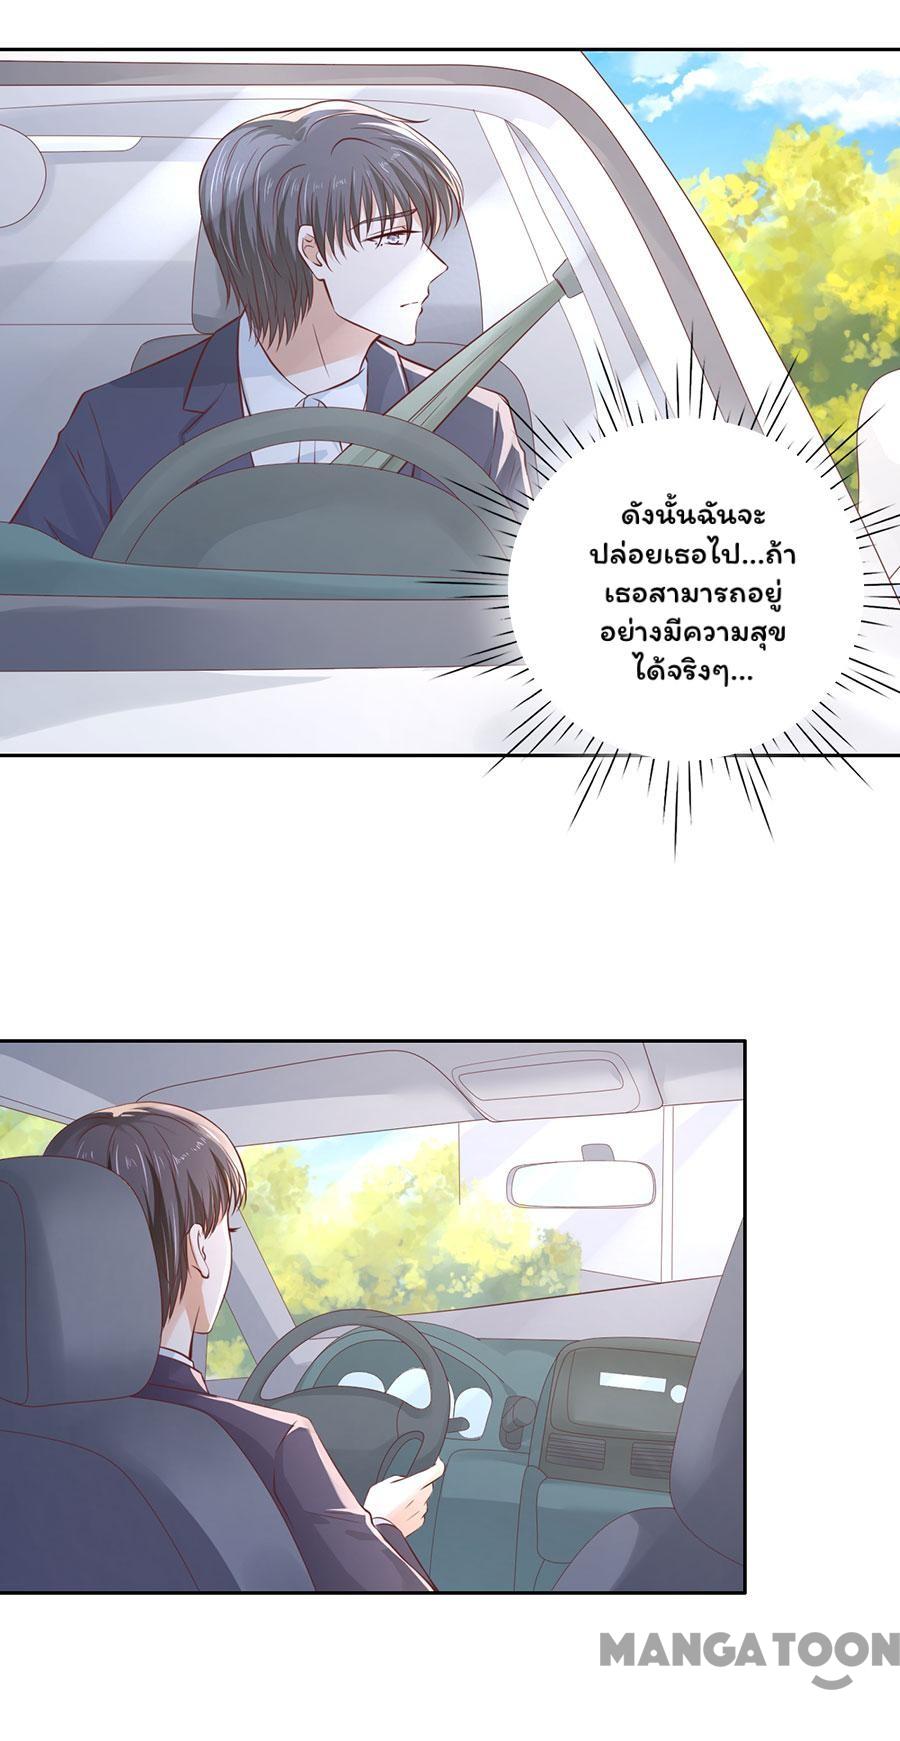 ดังนั้นฉันจะ
ปล่อยเธอไป...ถ้า
เธอสามารถอยู่
อย่างมีความสุข
ได้จริงๆ...
MANGATOON